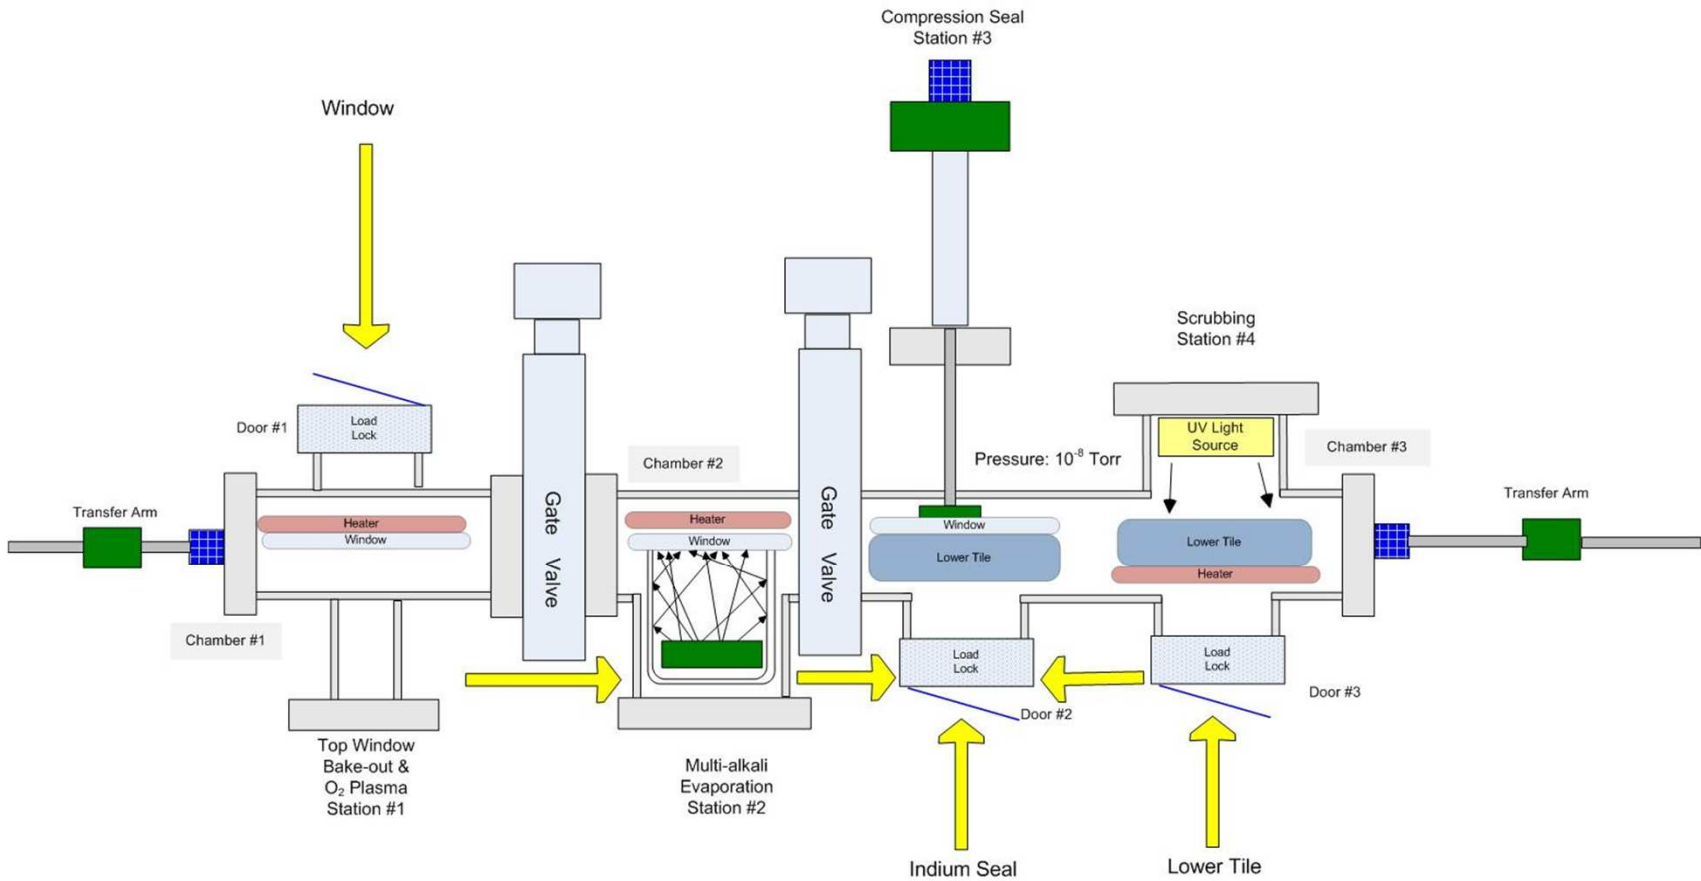 Compression Seal
Station #3
Window
Scrubbing
Station #4
Door #1
Load
Lock
UV Light
Source
Chamber #3
Chamber #2
Pressure: 10⁻⁸ Torr
Transfer Arm
Heater
Window
Gate Valve
Heater
Window
Gate Valve
Window
Lower Tile
Lower Tile
Heater
Transfer Arm
Chamber #1
Load
Lock
Load
Lock
Door #2
Door #3
Top Window
Bake-out &
O₂ Plasma
Station #1
Multi-alkali
Evaporation
Station #2
Indium Seal
Lower Tile